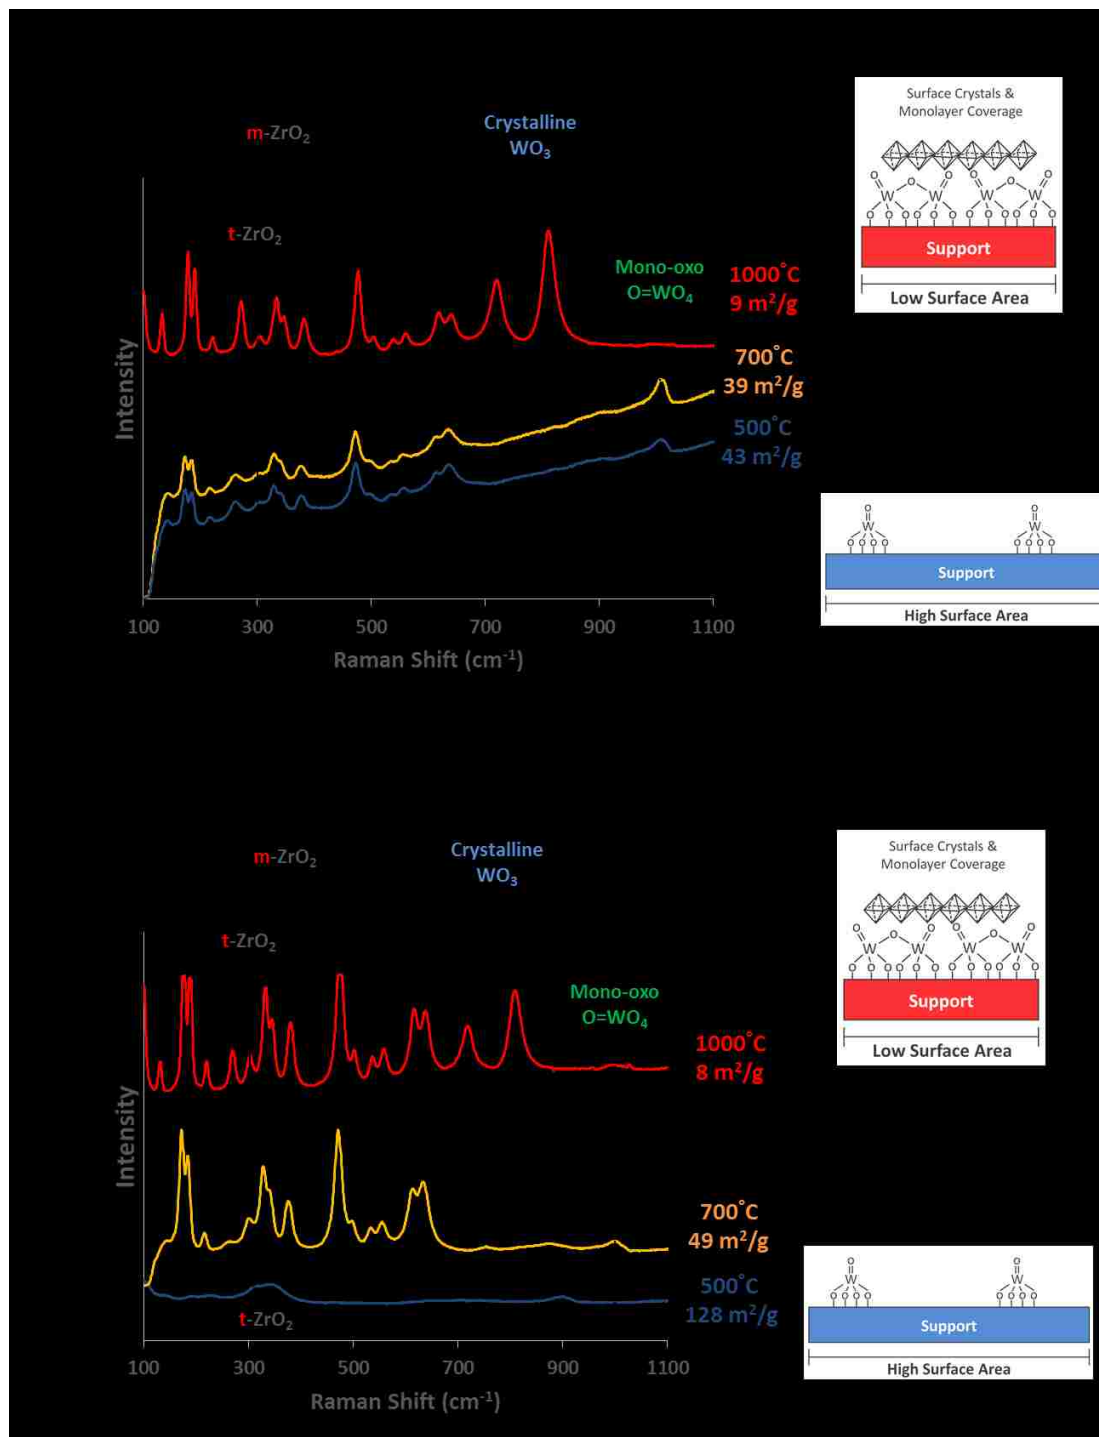 Surface Crystals &
Monolayer Coverage
Crystalline
WO₃
m-ZrO₂
t-ZrO₂
Mono-oxo
O=WO₄
1000°C
9 m²/g
700°C
39 m²/g
500°C
43 m²/g
Intensity
100 300 500 700 900 1100
Raman Shift (cm⁻¹)
O O O O O O
W W W W
O O O O O O O O O O O O
Support
Low Surface Area
O O
W W
O O O O O O O O
Support
High Surface Area
Surface Crystals &
Monolayer Coverage
Crystalline
WO₃
m-ZrO₂
t-ZrO₂
Mono-oxo
O=WO₄
1000°C
8 m²/g
700°C
49 m²/g
500°C
128 m²/g
t-ZrO₂
Intensity
100 300 500 700 900 1100
Raman Shift (cm⁻¹)
O O O O O O
W W W W
O O O O O O O O O O O O
Support
Low Surface Area
O O
W W
O O O O O O O O
Support
High Surface Area